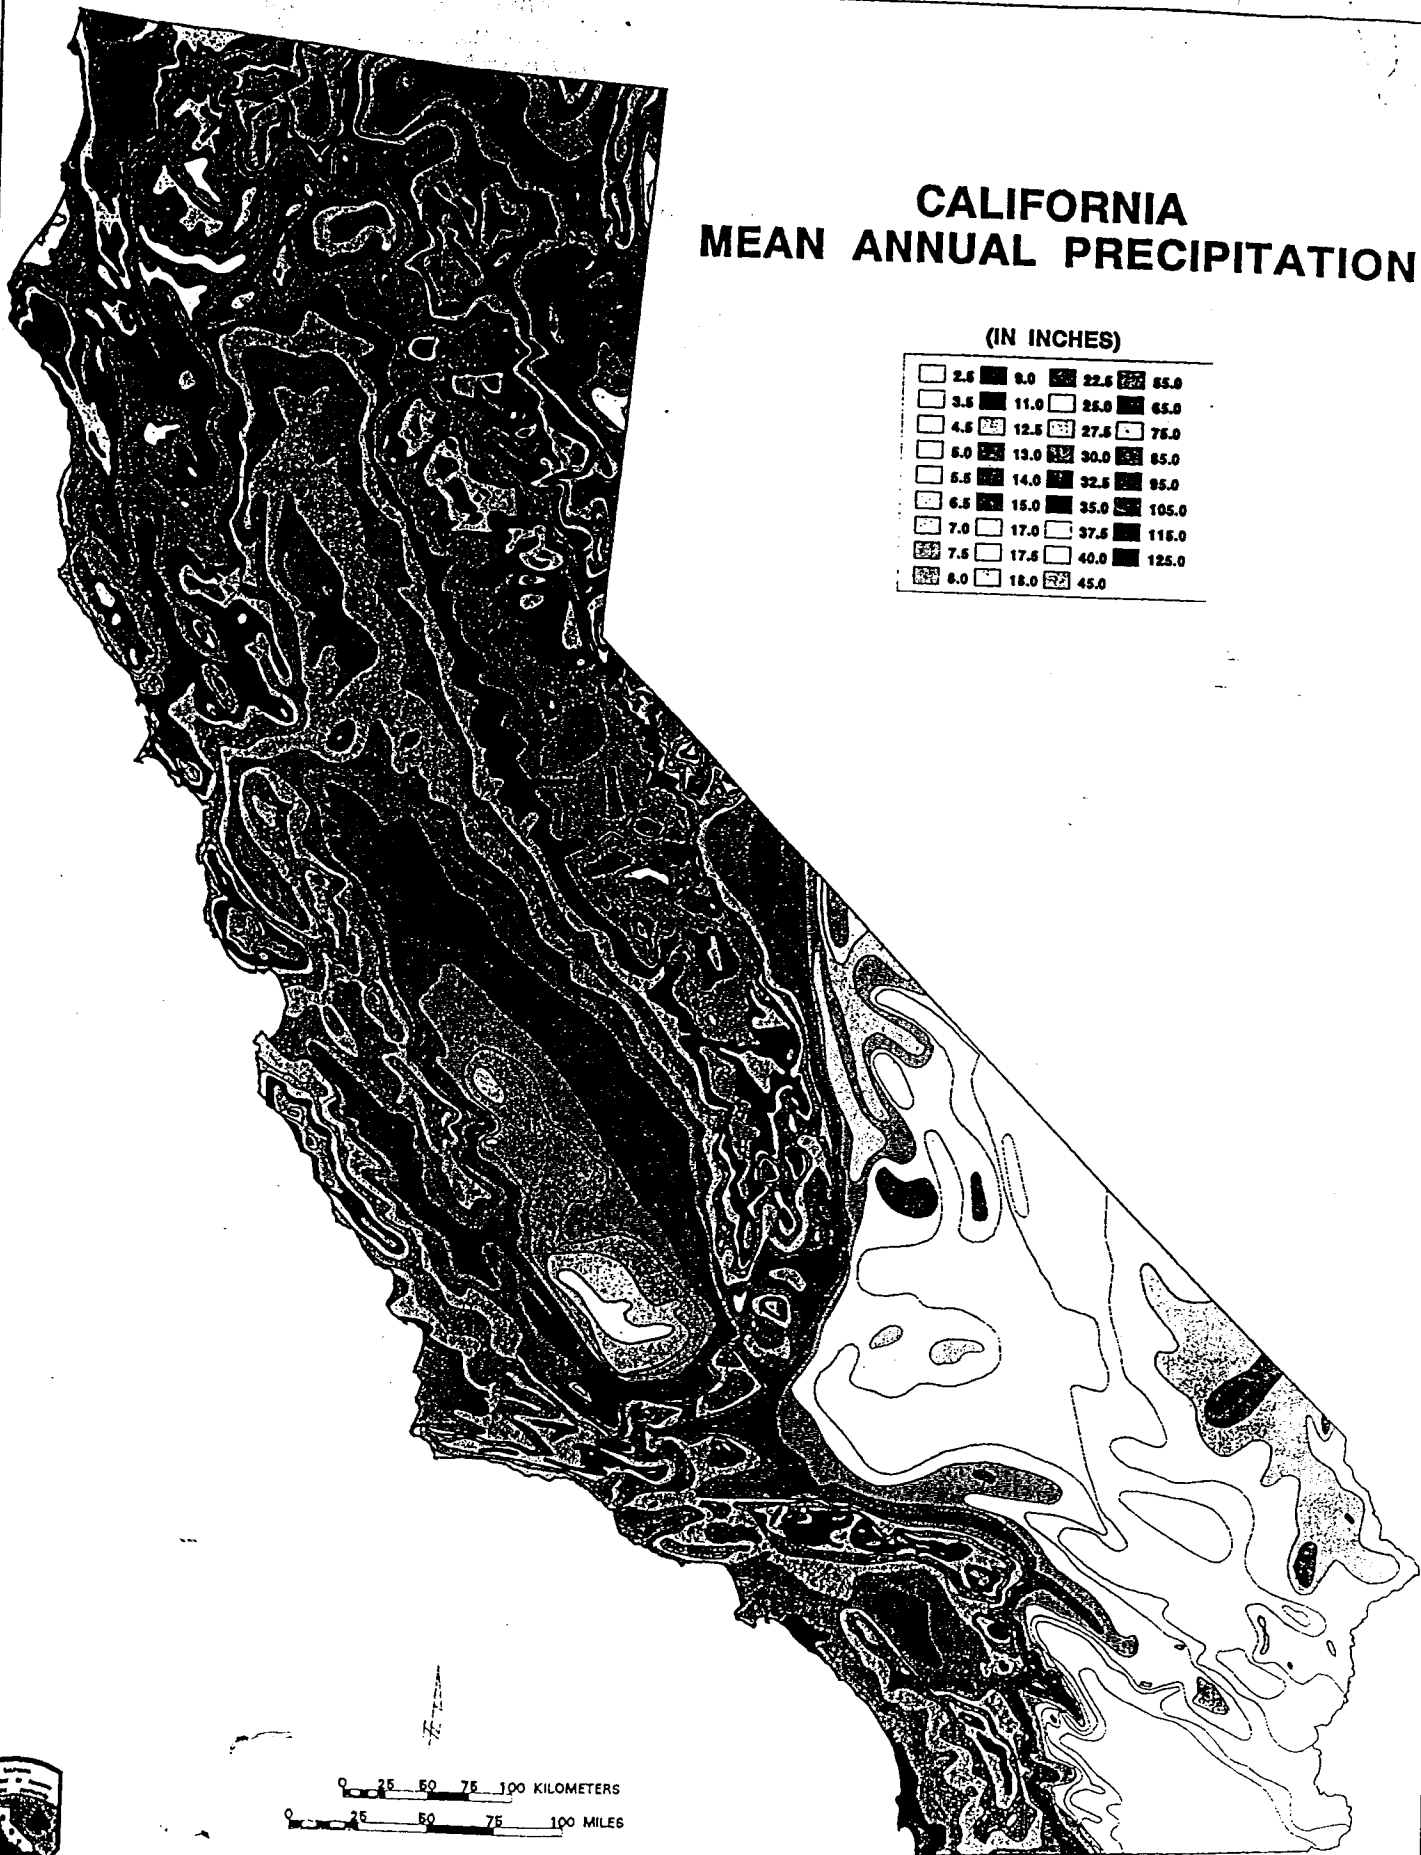 CALIFORNIA
MEAN ANNUAL PRECIPITATION
(IN INCHES)
2.5 9.0 22.5 55.0
3.5 11.0 25.0 65.0
4.5 12.5 27.5 75.0
5.0 13.0 30.0 85.0
5.5 14.0 32.5 95.0
6.5 15.0 35.0 105.0
7.0 17.0 37.5 115.0
7.5 17.5 40.0 125.0
8.0 18.0 45.0
0 25 50 75 100 KILOMETERS
0 25 50 75 100 MILES